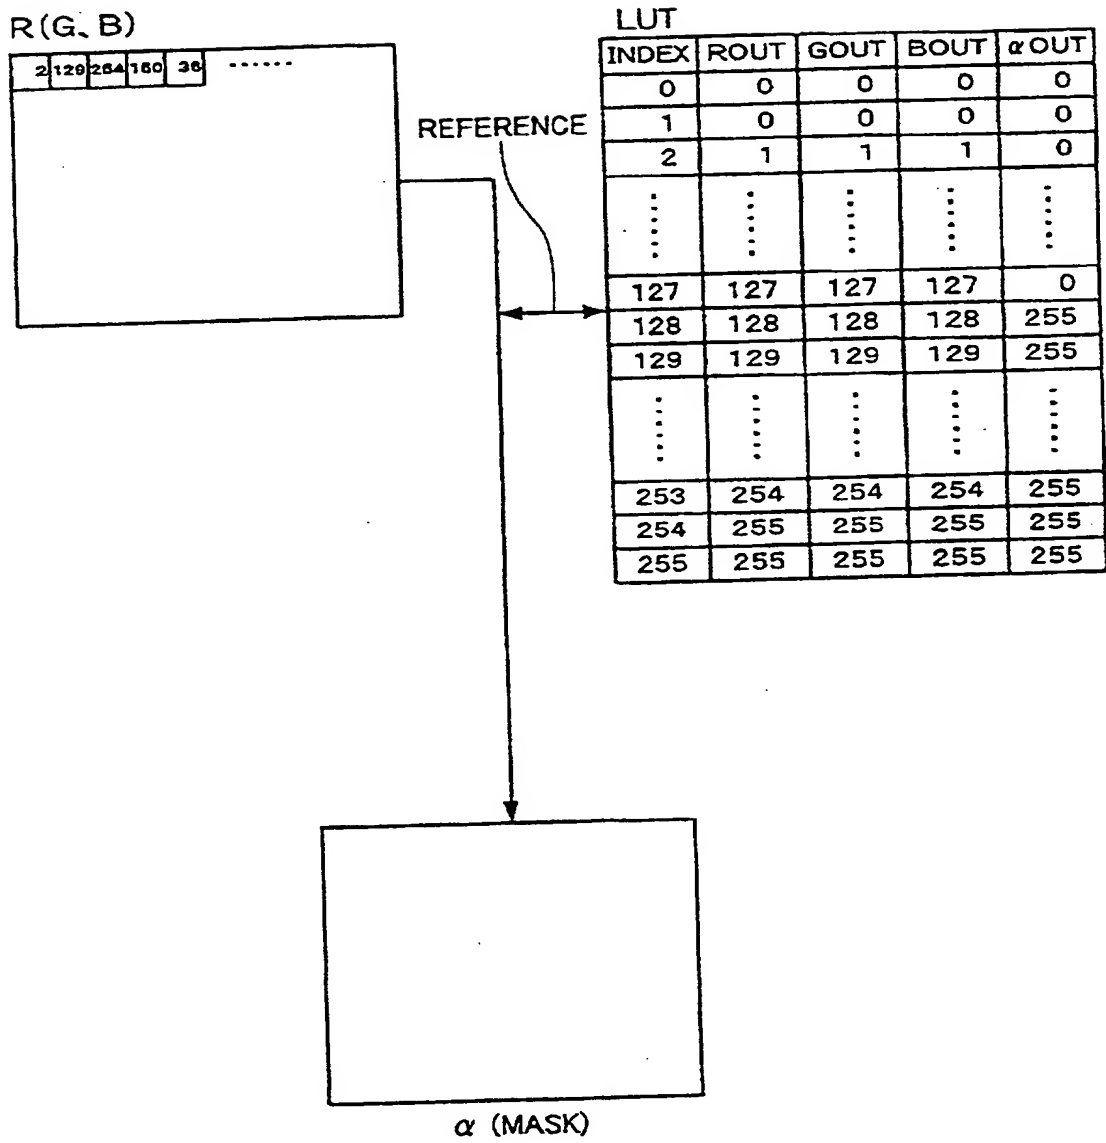 R(G、B)
2 129 254 160 36 ------
REFERENCE
LUT
INDEX ROUT GOUT BOUT αOUT
0 0 0 0 0
1 0 0 0 0
2 1 1 1 0
127 127 127 127 0
128 128 128 128 255
129 129 129 129 255
253 254 254 254 255
254 255 255 255 255
255 255 255 255 255
α (MASK)